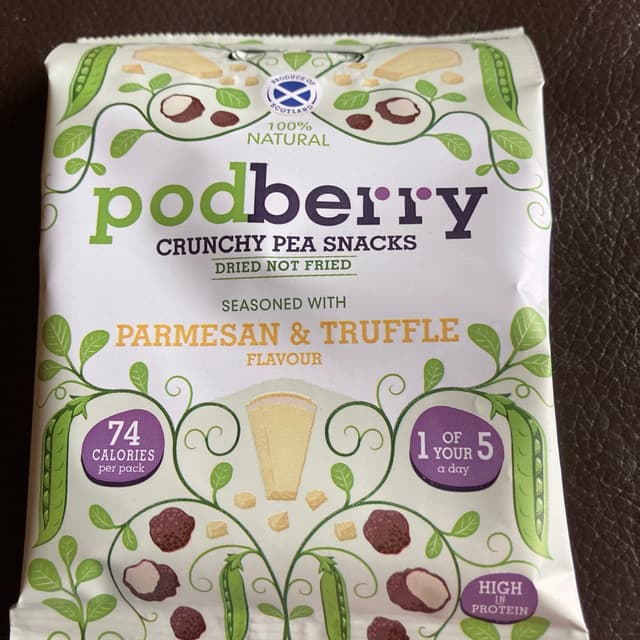 PRODUCE OF
SCOTLAND
100%
NATURAL
podberry
CRUNCHY PEA SNACKS
DRIED NOT FRIED
SEASONED WITH
PARMESAN & TRUFFLE
FLAVOUR
74
CALORIES
per pack
1 OF YOUR 5
a day
HIGH
IN
PROTEIN